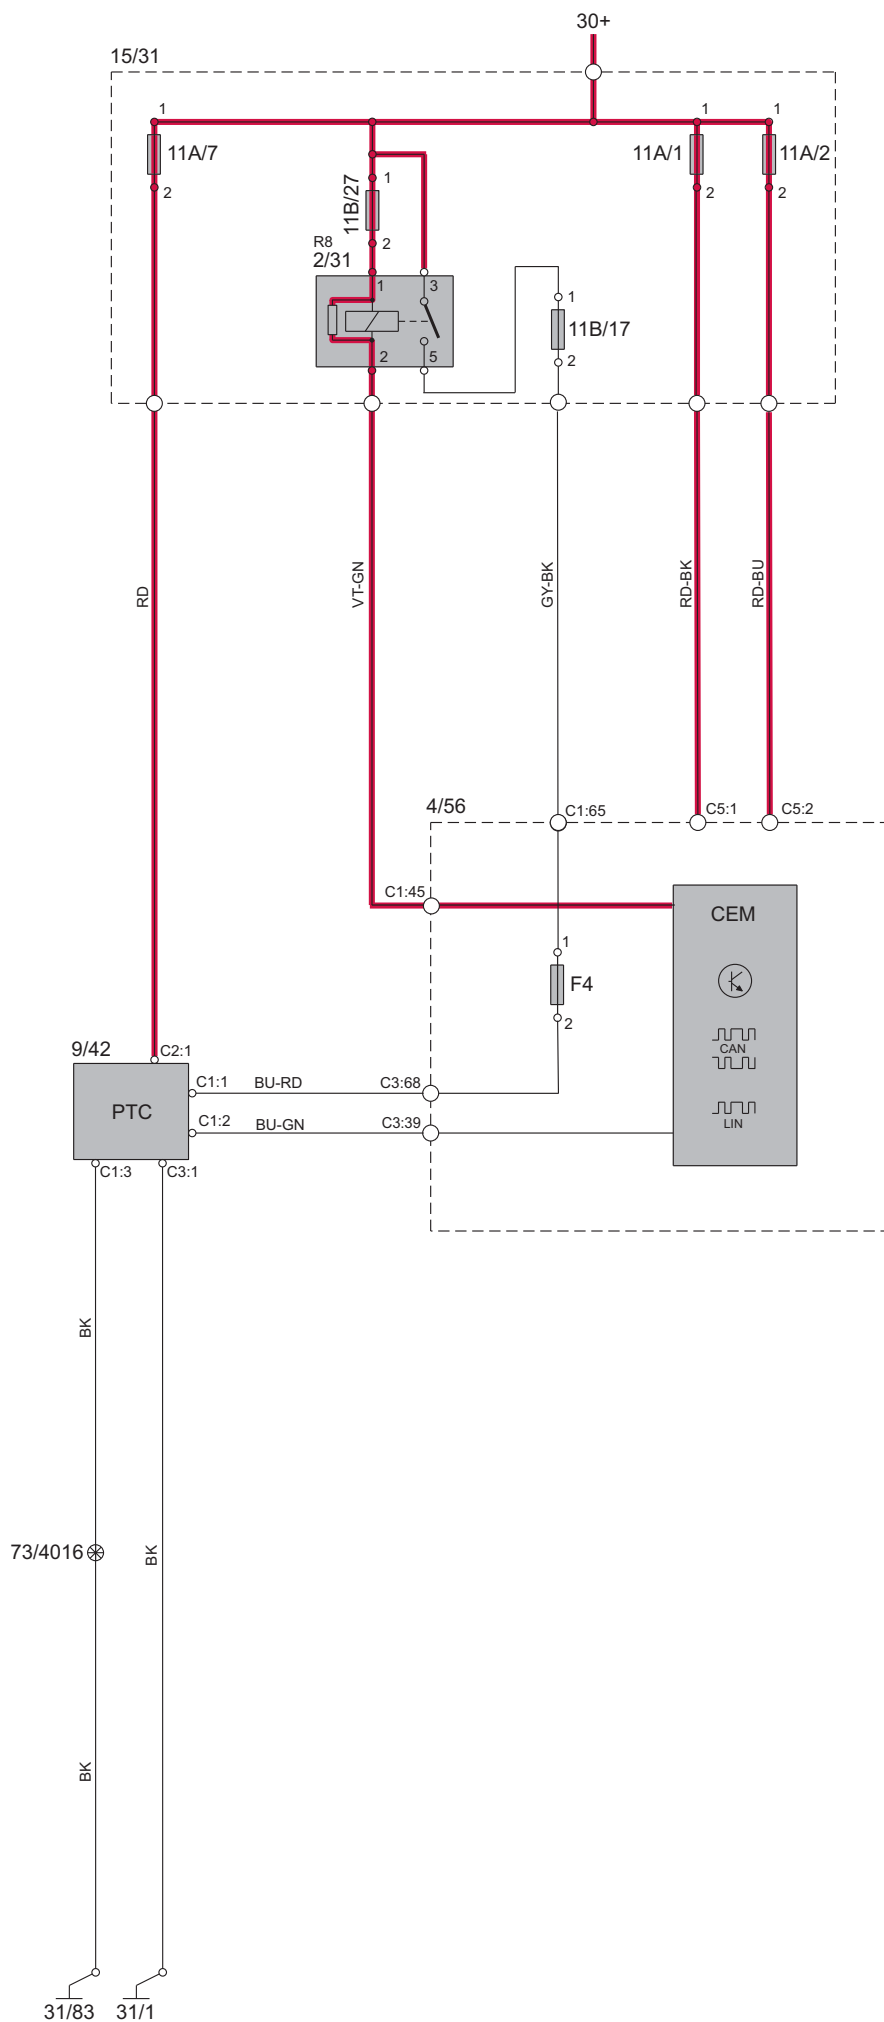 30+
15/31
1
1
1
11A/7
11A/1
11A/2
2
2
2
1
11B/27
2
R8
2/31
1
3
2
5
1
11B/17
2
RD
VT-GN
GY-BK
RD-BK
RD-BU
4/56
C1:65
C5:1
C5:2
C1:45
CEM
1
F4
2
CAN
LIN
9/42
C2:1
PTC
C1:1
BU-RD
C3:68
C1:2
BU-GN
C3:39
C1:3
C3:1
BK
73/4016
BK
BK
31/83
31/1